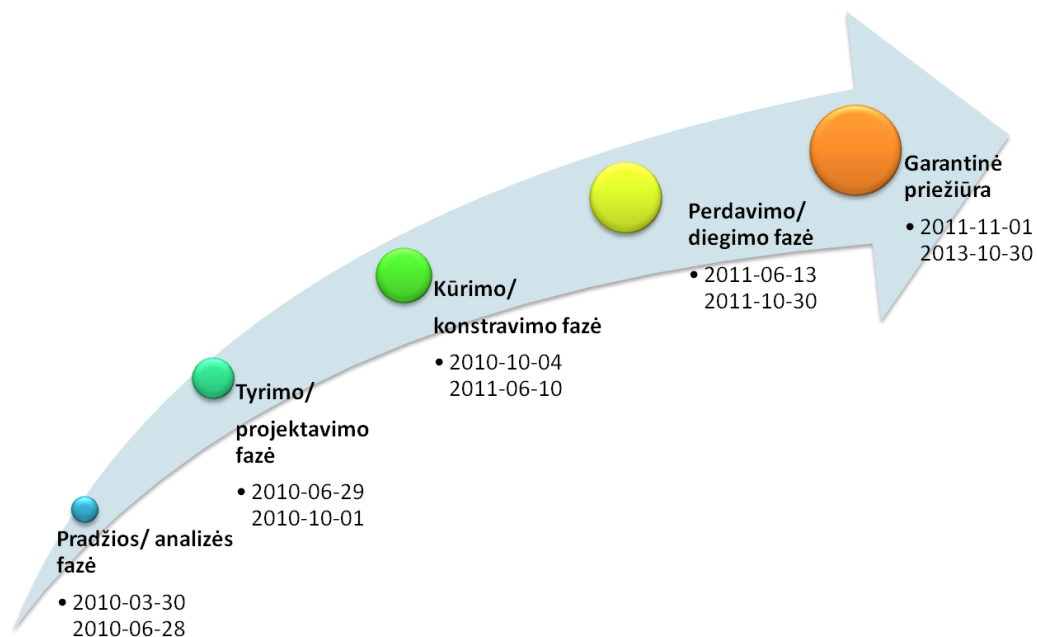 Pradžios/ analizės
fazė
• 2010-03-30
2010-06-28
Tyrimo/
projektavimo
fazė
• 2010-06-29
2010-10-01
Kūrimo/
konstravimo fazė
• 2010-10-04
2011-06-10
Perdavimo/
diegimo fazė
• 2011-06-13
2011-10-30
Garantinė
priežiūra
• 2011-11-01
2013-10-30